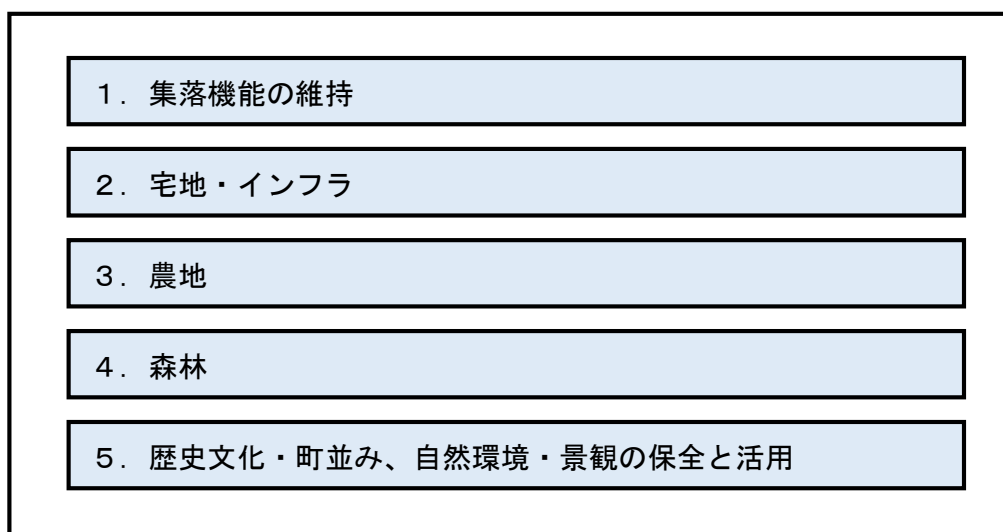 １．集落機能の維持
２．宅地・インフラ
３．農地
４．森林
５．歴史文化・町並み、自然環境・景観の保全と活用